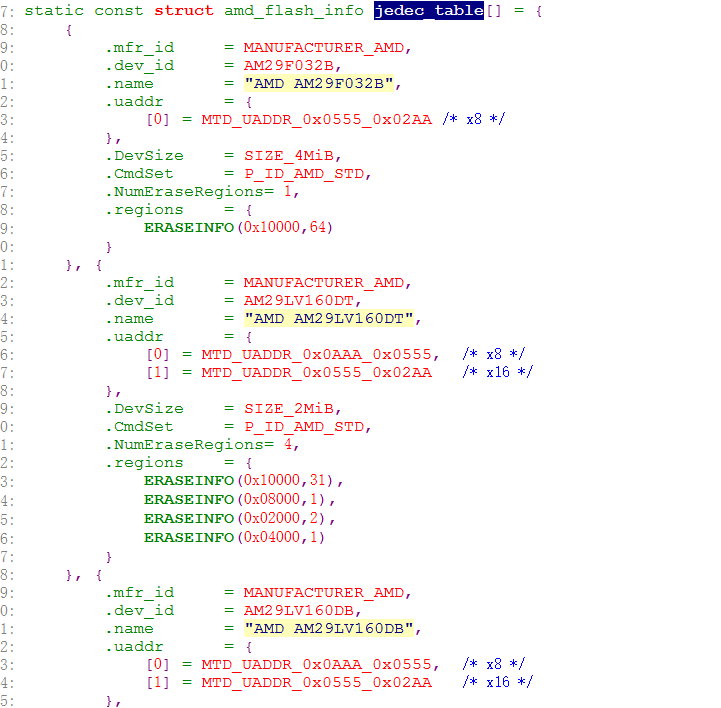 7: static const struct amd_flash_info jedec_table[] = {
8:     {
9:         .mfr_id     = MANUFACTURER_AMD,
0:         .dev_id     = AM29F032B,
1:         .name       = "AMD AM29F032B",
2:         .uaddr      = {
3:             [0] = MTD_UADDR_0x0555_0x02AA /* x8 */
4:         },
5:         .DevSize    = SIZE_4MiB,
6:         .CmdSet     = P_ID_AMD_STD,
7:         .NumEraseRegions= 1,
8:         .regions    = {
9:             ERASEINFO(0x10000,64)
0:         }
1:     }, {
2:         .mfr_id     = MANUFACTURER_AMD,
3:         .dev_id     = AM29LV160DT,
4:         .name       = "AMD AM29LV160DT",
5:         .uaddr      = {
6:             [0] = MTD_UADDR_0x0AAA_0x0555,  /* x8 */
7:             [1] = MTD_UADDR_0x0555_0x02AA   /* x16 */
8:         },
9:         .DevSize    = SIZE_2MiB,
0:         .CmdSet     = P_ID_AMD_STD,
1:         .NumEraseRegions= 4,
2:         .regions    = {
3:             ERASEINFO(0x10000,31),
4:             ERASEINFO(0x08000,1),
5:             ERASEINFO(0x02000,2),
6:             ERASEINFO(0x04000,1)
7:         }
8:     }, {
9:         .mfr_id     = MANUFACTURER_AMD,
0:         .dev_id     = AM29LV160DB,
1:         .name       = "AMD AM29LV160DB",
2:         .uaddr      = {
3:             [0] = MTD_UADDR_0x0AAA_0x0555,  /* x8 */
4:             [1] = MTD_UADDR_0x0555_0x02AA   /* x16 */
5:         },